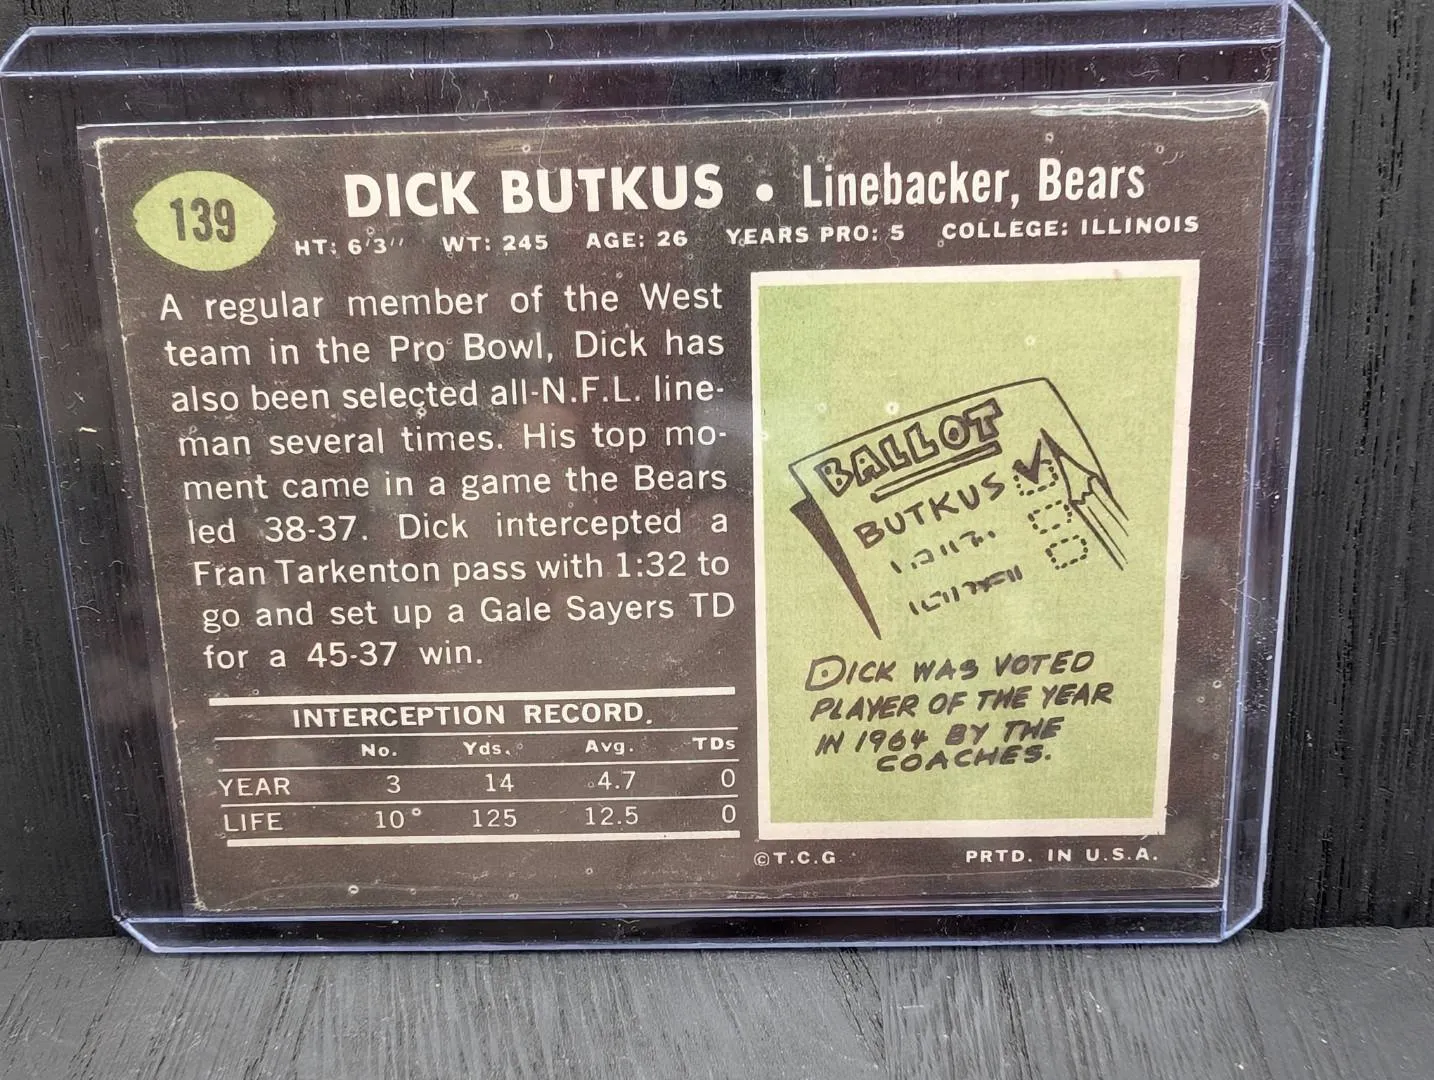 139
DICK BUTKUS • Linebacker, Bears
HT: 6'3" WT: 245 AGE: 26 YEARS PRO: 5 COLLEGE: ILLINOIS
A regular member of the West
team in the Pro Bowl, Dick has
also been selected all-N.F.L. line-
man several times. His top mo-
ment came in a game the Bears
led 38-37. Dick intercepted a
Fran Tarkenton pass with 1:32 to
go and set up a Gale Sayers TD
for a 45-37 win.
INTERCEPTION RECORD.
No. Yds. Avg. TDs
YEAR 3 14 4.7 0
LIFE 10 125 12.5 0
BALLOT
BUTKUS
DICK WAS VOTED
PLAYER OF THE YEAR
IN 1964 BY THE
COACHES.
©T.C.G. PRTD. IN U.S.A.